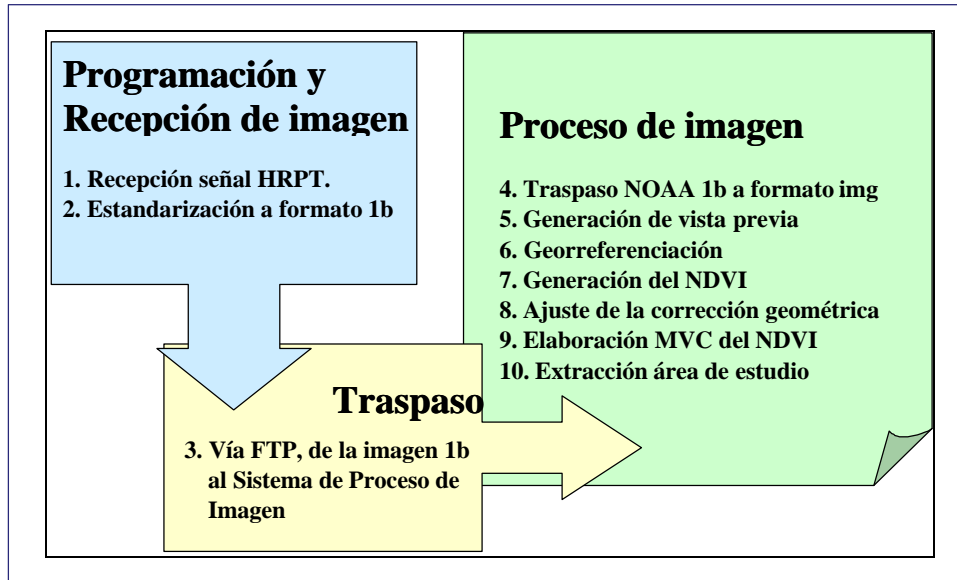 Programación y
Recepción de imagen
1. Recepción señal HRPT.
2. Estandarización a formato 1b
Traspaso
3. Vía FTP, de la imagen 1b
al Sistema de Proceso de
Imagen
Proceso de imagen
4. Traspaso NOAA 1b a formato img
5. Generación de vista previa
6. Georreferenciación
7. Generación del NDVI
8. Ajuste de la corrección geométrica
9. Elaboración MVC del NDVI
10. Extracción área de estudio